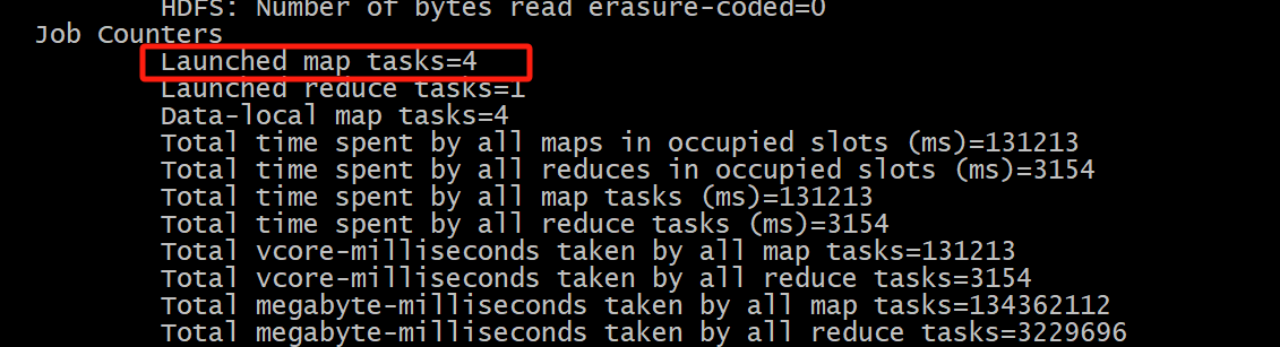 HDFS: Number of bytes read erasure-coded=0
Job Counters
Launched map tasks=4
Launched reduce tasks=1
Data-local map tasks=4
Total time spent by all maps in occupied slots (ms)=131213
Total time spent by all reduces in occupied slots (ms)=3154
Total time spent by all map tasks (ms)=131213
Total time spent by all reduce tasks (ms)=3154
Total vcore-milliseconds taken by all map tasks=131213
Total vcore-milliseconds taken by all reduce tasks=3154
Total megabyte-milliseconds taken by all map tasks=134362112
Total megabyte-milliseconds taken by all reduce tasks=3229696